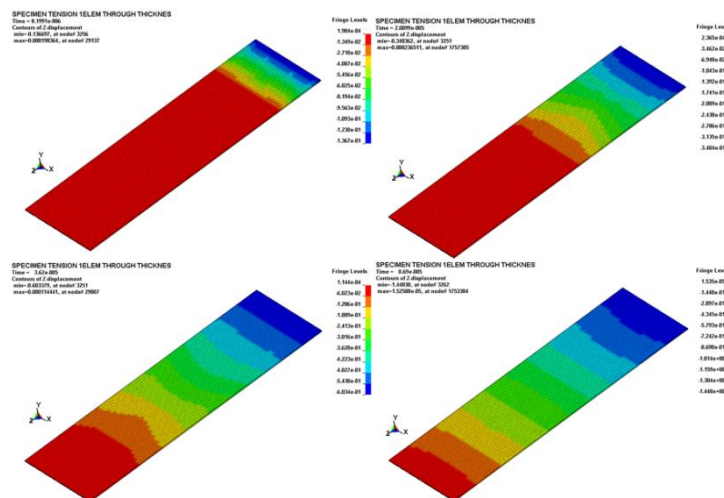 SPECIMEN TENSION 1ELEM THROUGH THICKNES
Time = 8.1991e-006
Contours of Z-displacement
min=-0.136697, at node# 3256
max=0.000198364, at node# 29137
Fringe Levels
1.984e-04
-1.349e-02
-2.718e-02
-4.087e-02
-5.456e-02
-6.825e-02
-8.194e-02
-9.563e-02
-1.093e-01
-1.230e-01
-1.367e-01
Y
Z
X
SPECIMEN TENSION 1ELEM THROUGH THICKNES
Time = 2.0899e-005
Contours of Z-displacement
min=-0.348362, at node# 3251
max=0.000236511, at node# 1757305
Fringe Levels
2.365e-04
-3.462e-02
-6.948e-02
-1.043e-01
-1.392e-01
-1.741e-01
-2.089e-01
-2.438e-01
-2.786e-01
-3.135e-01
-3.484e-01
Y
Z
X
SPECIMEN TENSION 1ELEM THROUGH THICKNES
Time = 3.62e-005
Contours of Z-displacement
min=-0.603379, at node# 3251
max=0.000114441, at node# 29007
Fringe Levels
1.144e-04
-6.023e-02
-1.206e-01
-1.809e-01
-2.413e-01
-3.016e-01
-3.620e-01
-4.223e-01
-4.827e-01
-5.430e-01
-6.034e-01
Y
Z
X
SPECIMEN TENSION 1ELEM THROUGH THICKNES
Time = 8.69e-005
Contours of Z-displacement
min=-1.44838, at node# 3262
max=1.52588e-05, at node# 1753304
Fringe Levels
1.535e-05
-1.448e-01
-2.897e-01
-4.345e-01
-5.793e-01
-7.242e-01
-8.690e-01
-1.014e+00
-1.159e+00
-1.304e+00
-1.448e+00
Y
Z
X